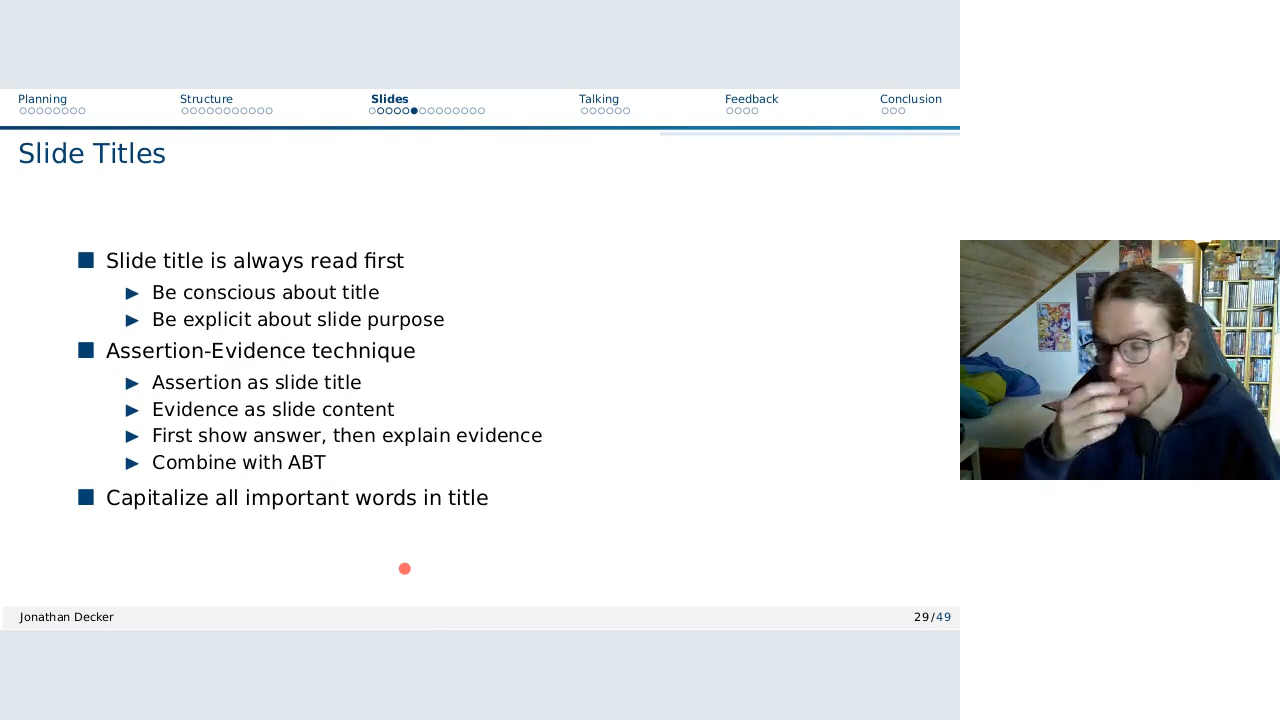 Planning
Structure
Slides
Talking
Feedback
Conclusion
Slide Titles
Slide title is always read first
Be conscious about title
Be explicit about slide purpose
Assertion-Evidence technique
Assertion as slide title
Evidence as slide content
First show answer, then explain evidence
Combine with ABT
Capitalize all important words in title
Jonathan Decker
29/49